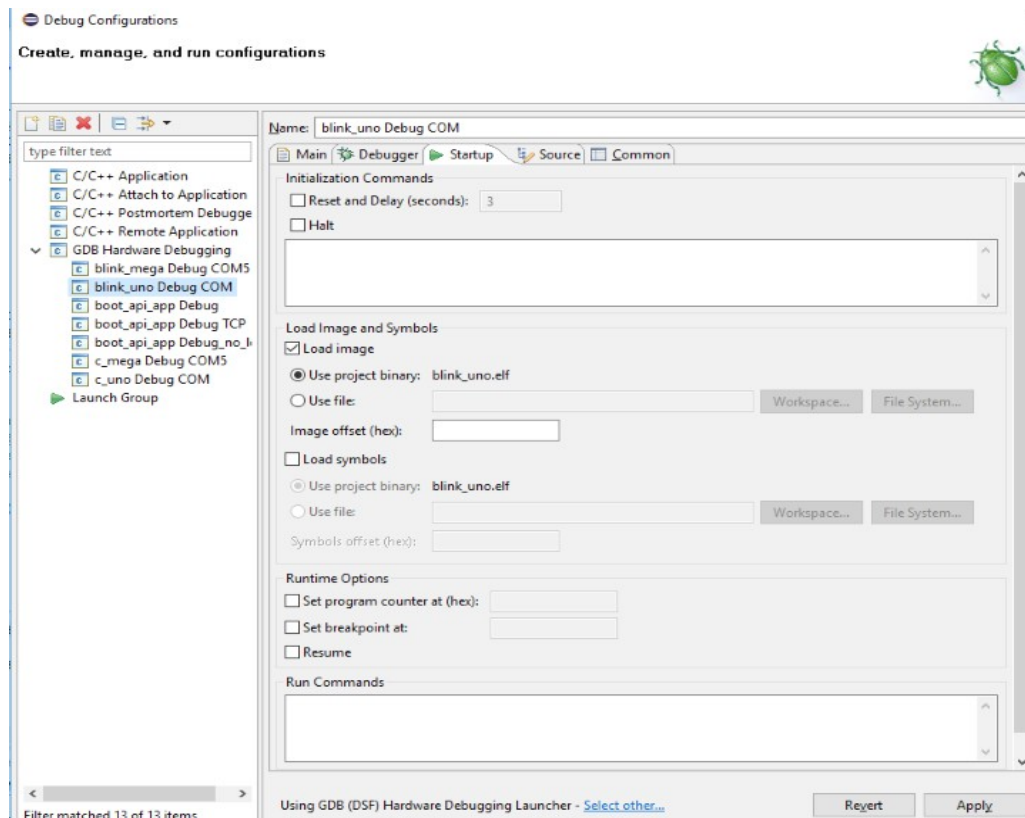 Debug Configurations
Create, manage, and run configurations
type filter text
C/C++ Application
C/C++ Attach to Application
C/C++ Postmortem Debugge
C/C++ Remote Application
GDB Hardware Debugging
blink_mega Debug COM5
blink_uno Debug COM
boot_api_app Debug
boot_api_app Debug TCP
boot_api_app Debug_no_l
c_mega Debug COM5
c_uno Debug COM
Launch Group
Filter matched 13 of 13 items
Name: blink_uno Debug COM
Main Debugger Startup Source Common
Initialization Commands
Reset and Delay (seconds): 3
Halt
Load Image and Symbols
Load image
Use project binary: blink_uno.elf
Use file: Workspace... File System...
Image offset (hex):
Load symbols
Use project binary: blink_uno.elf
Use file: Workspace... File System...
Symbols offset (hex):
Runtime Options
Set program counter at (hex):
Set breakpoint at:
Resume
Run Commands
Using GDB (DSF) Hardware Debugging Launcher - Select other...
Revert Apply